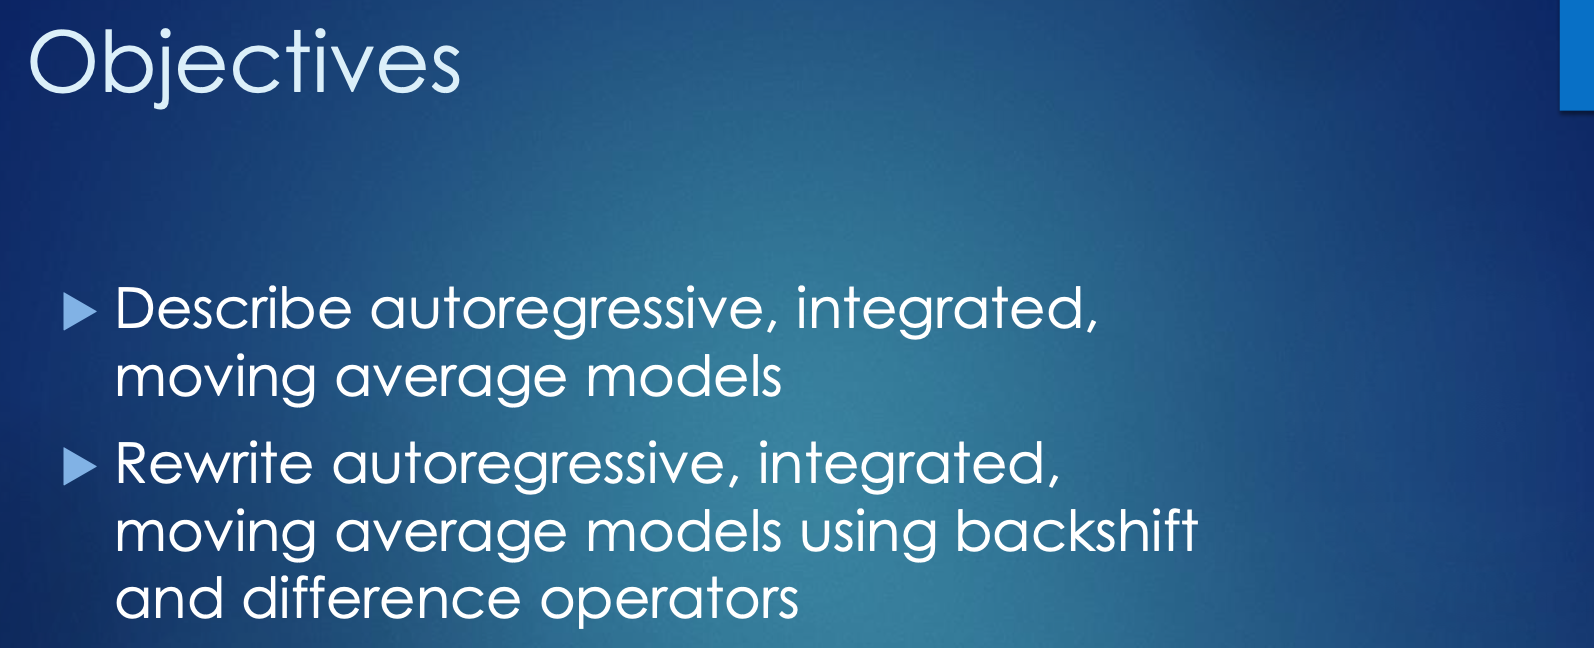 Objectives
Describe autoregressive, integrated,
moving average models
Rewrite autoregressive, integrated,
moving average models using backshift
and difference operators